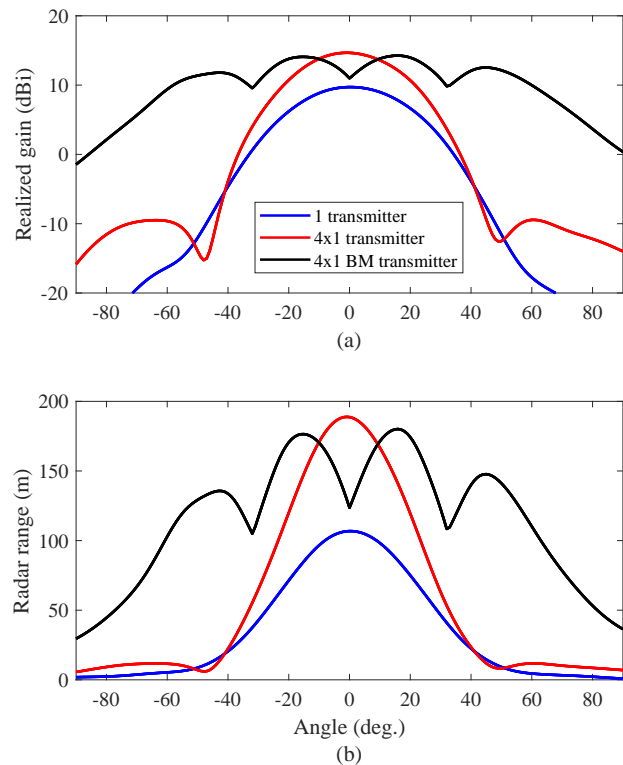 20
10
0
-10
-20
Realized gain (dBi)
1 transmitter
4x1 transmitter
4x1 BM transmitter
-80 -60 -40 -20 0 20 40 60 80
(a)
200
150
100
50
0
Radar range (m)
-80 -60 -40 -20 0 20 40 60 80
Angle (deg.)
(b)